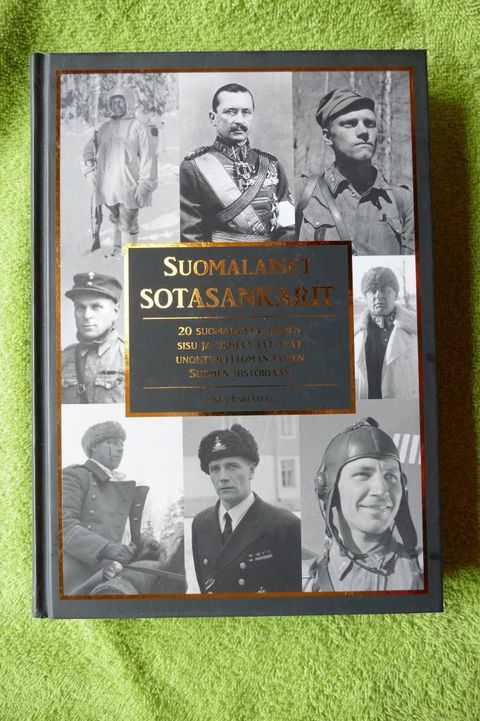 SUOMALAISET
SOTASANKARIT
20 SUOMALAISTA, JOIDEN
SISU JA URHEUS JÄTTIVÄT
UNOHTUMATTOMAN JÄLJEN
SUOMEN HISTORIAAN